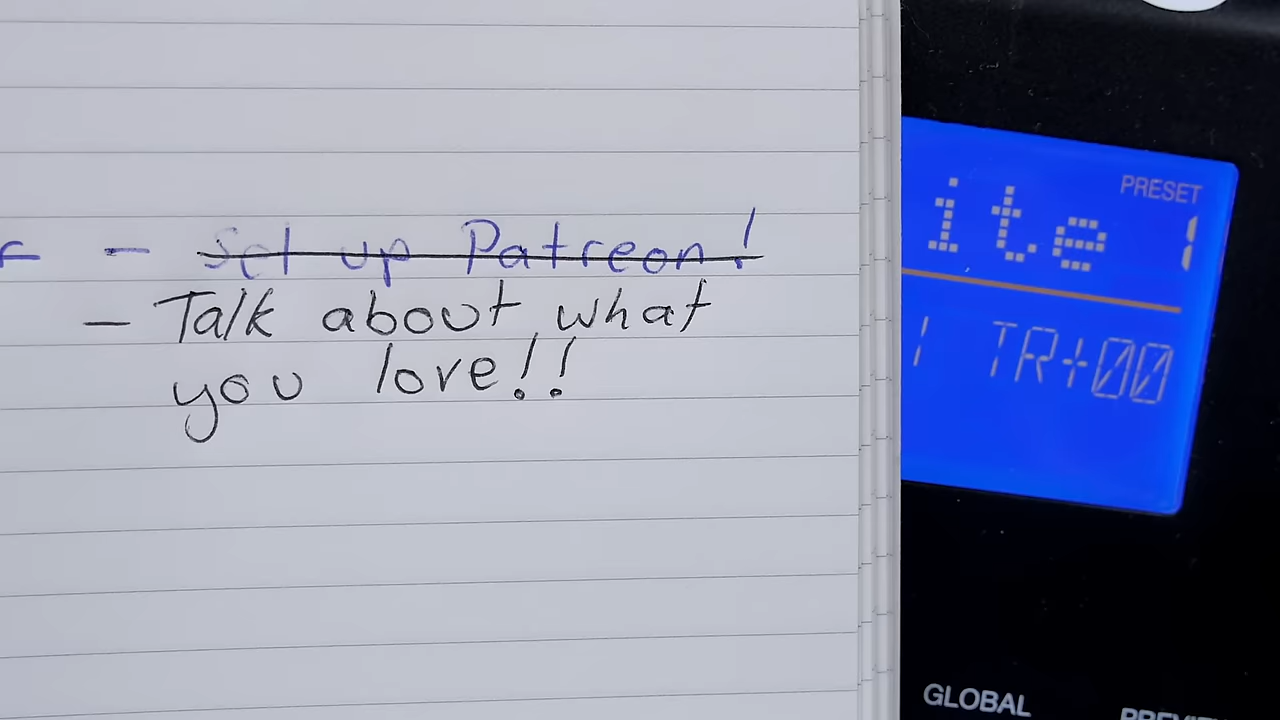 - Set up Patreon!
- Talk about what
you love!!
PRESET
ite 1
TR+00
GLOBAL